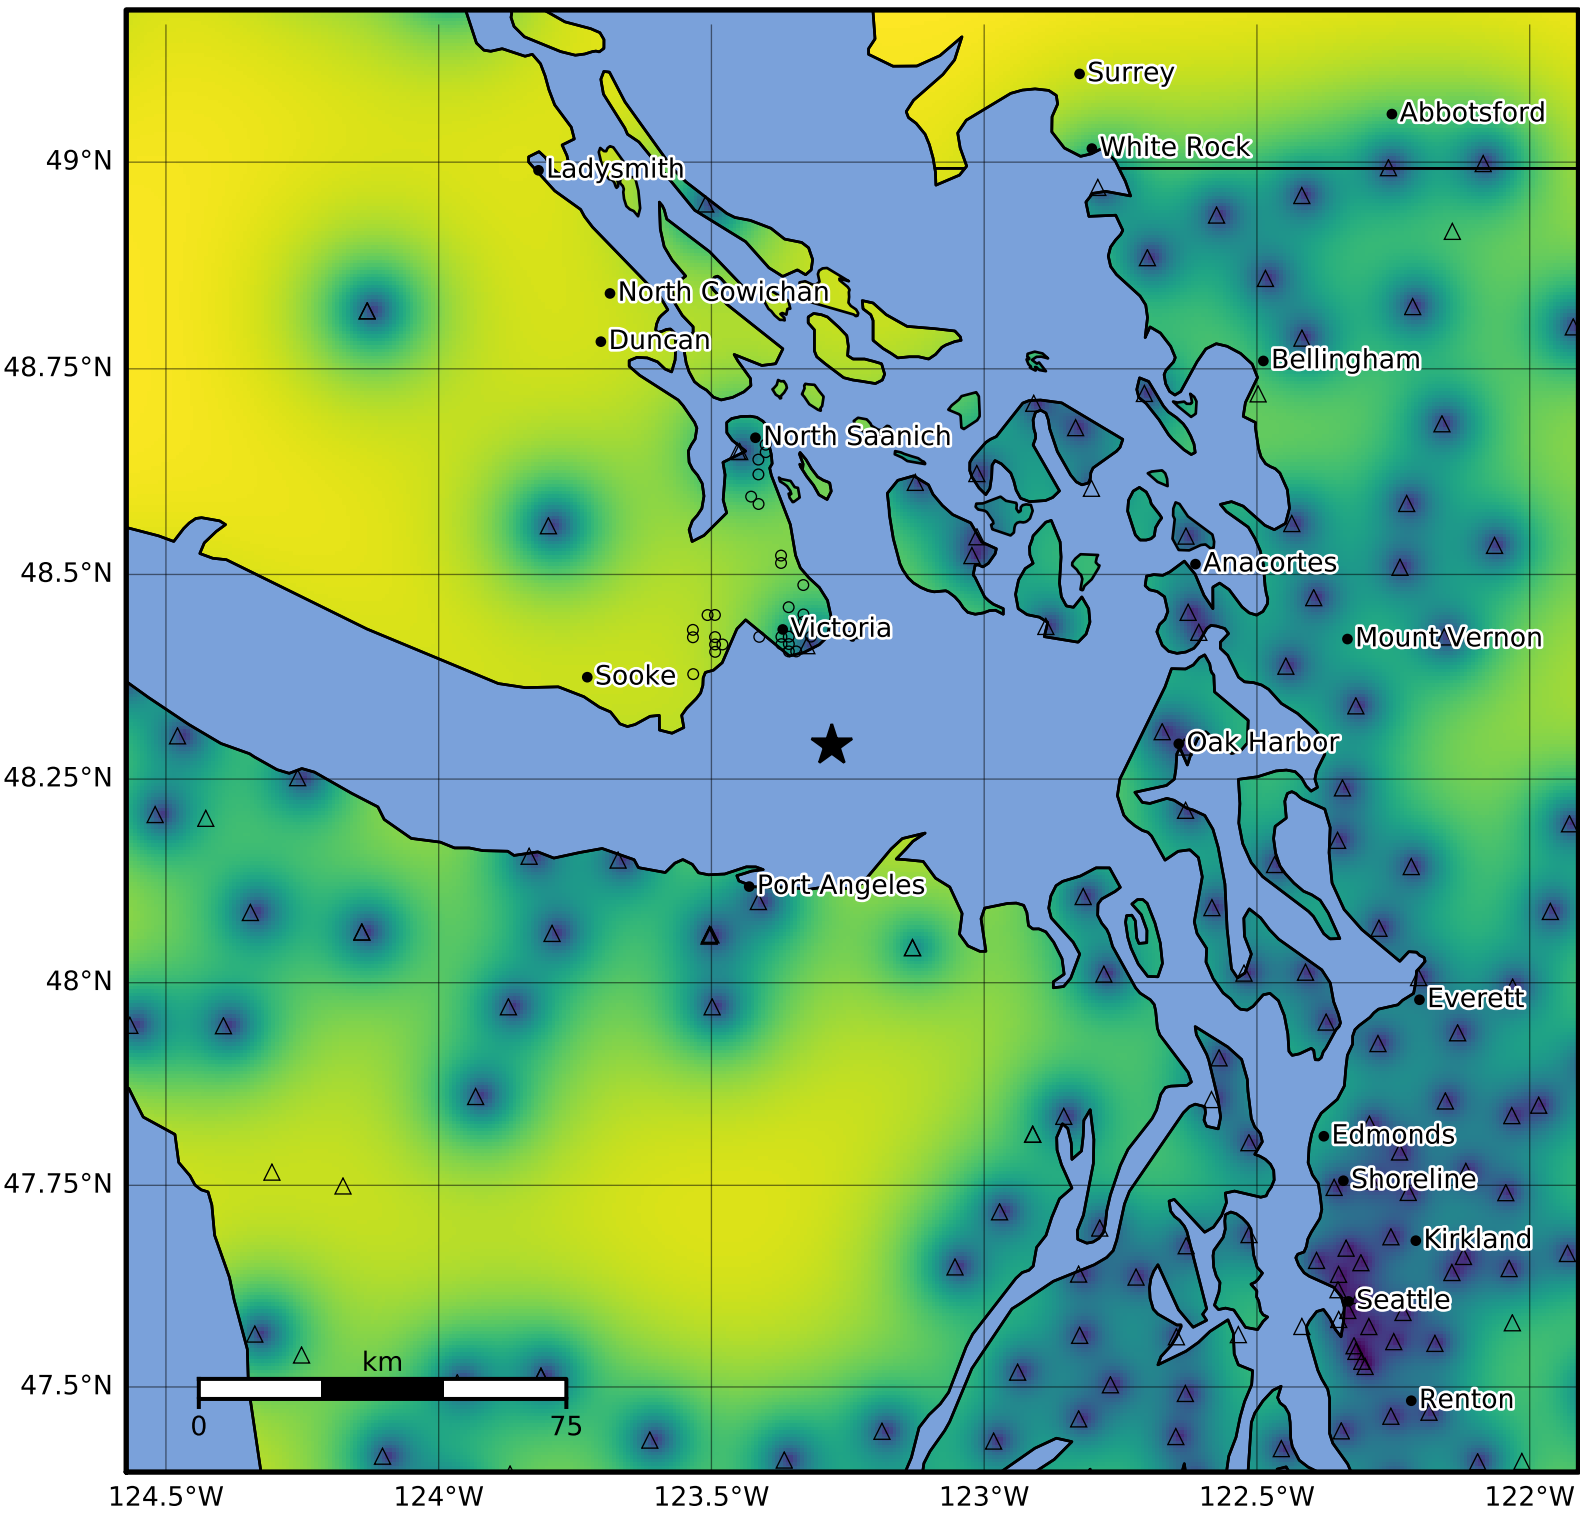 Surrey
Abbotsford
White Rock
49°N
Ladysmith
North Cowichan
Duncan
Bellingham
48.75°N
North Saanich
Anacortes
48.5°N
Victoria
Mount Vernon
Sooke
Oak Harbor
48.25°N
Port Angeles
48°N
Everett
Edmonds
Shoreline
47.75°N
Kirkland
Seattle
km
47.5°N
Renton
0 75
124.5°W 124°W 123.5°W 123°W 122.5°W 122°W